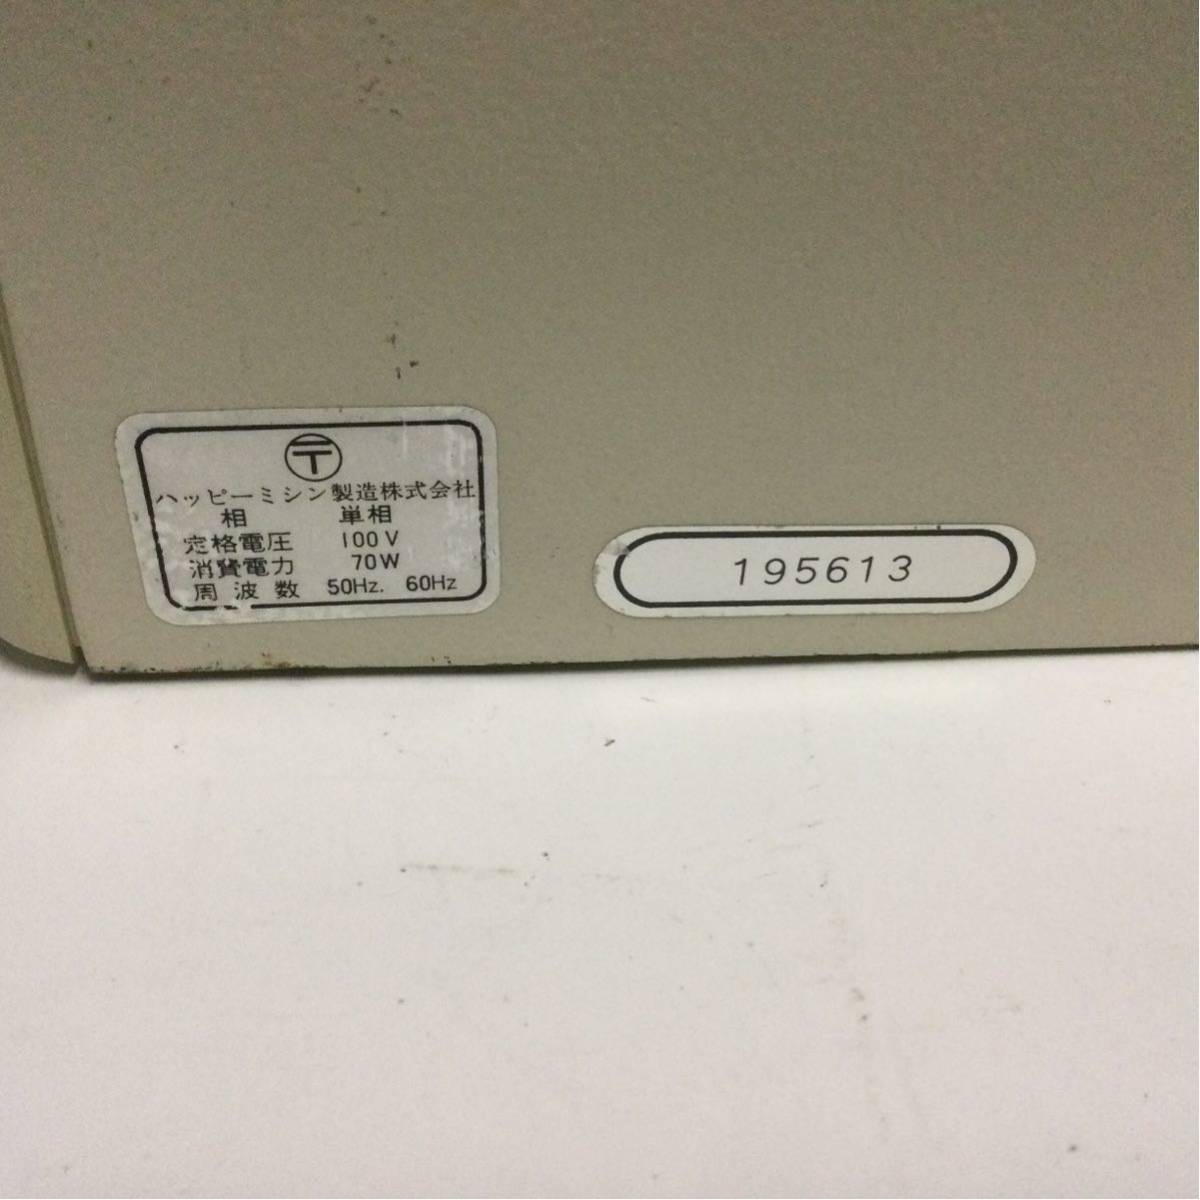 〒
ハッピーミシン製造株式会社
相 単相
定格電圧 100V
消費電力 70W
周波数 50Hz. 60Hz
195613